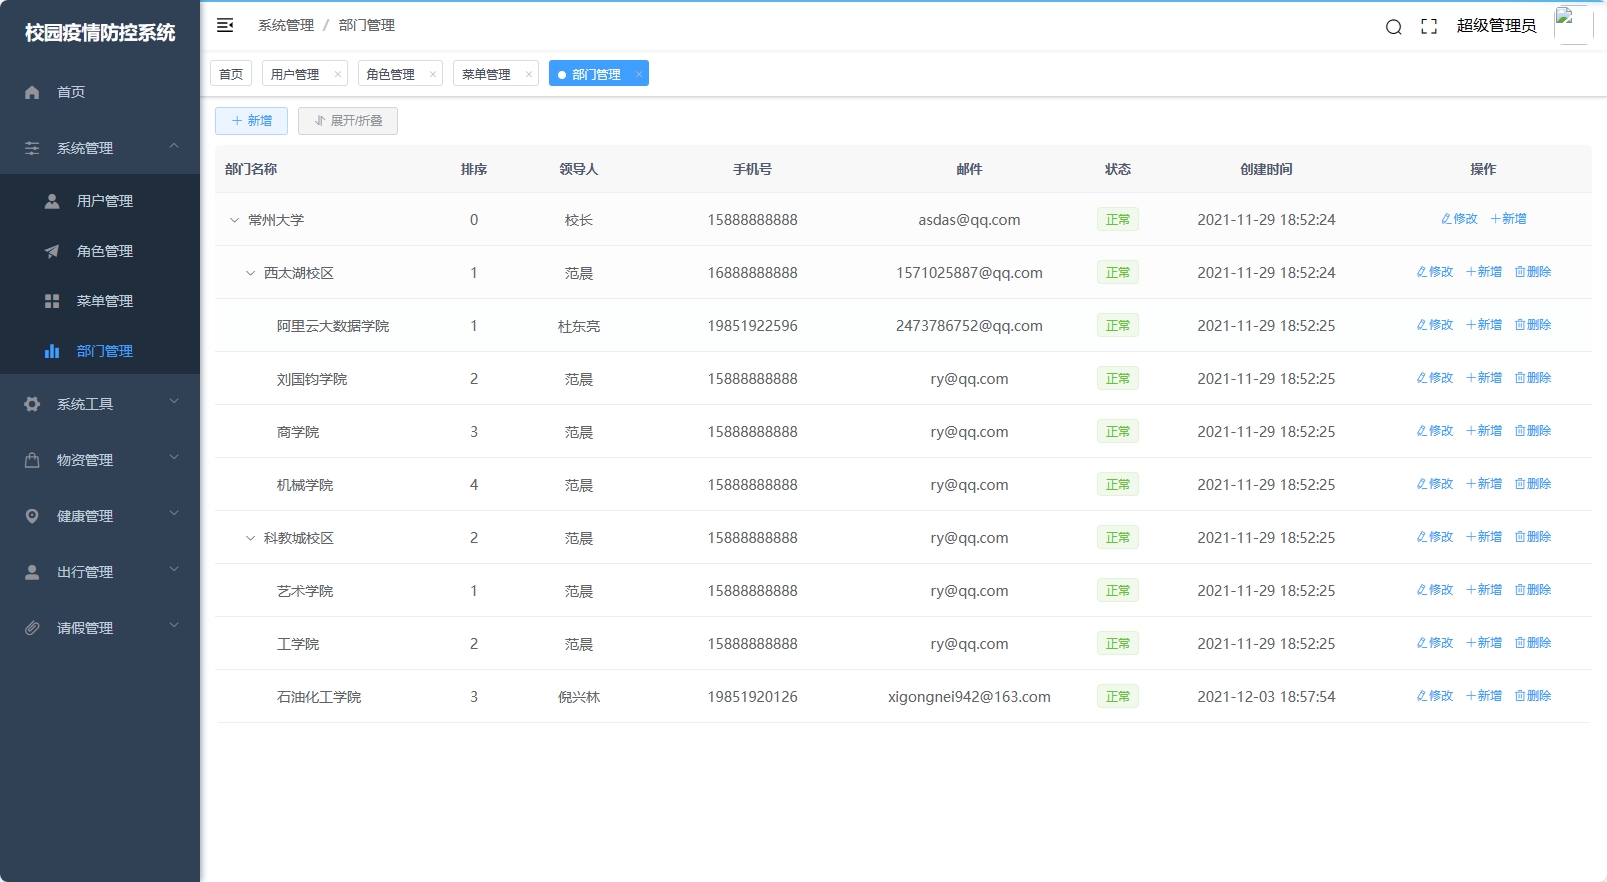 校园疫情防控系统
首页
系统管理
用户管理
角色管理
菜单管理
部门管理
系统工具
物资管理
健康管理
出行管理
请假管理
系统管理 / 部门管理
超级管理员
首页 用户管理 × 角色管理 × 菜单管理 × 部门管理 ×
+ 新增 展开/折叠
部门名称 排序 领导人 手机号 邮件 状态 创建时间 操作
常州大学 0 校长 15888888888 asdas@qq.com 正常 2021-11-29 18:52:24 修改 +新增
西太湖校区 1 范晨 16888888888 1571025887@qq.com 正常 2021-11-29 18:52:24 修改 +新增 删除
阿里云大数据学院 1 杜东亮 19851922596 2473786752@qq.com 正常 2021-11-29 18:52:25 修改 +新增 删除
刘国钧学院 2 范晨 15888888888 ry@qq.com 正常 2021-11-29 18:52:25 修改 +新增 删除
商学院 3 范晨 15888888888 ry@qq.com 正常 2021-11-29 18:52:25 修改 +新增 删除
机械学院 4 范晨 15888888888 ry@qq.com 正常 2021-11-29 18:52:25 修改 +新增 删除
科教城校区 2 范晨 15888888888 ry@qq.com 正常 2021-11-29 18:52:25 修改 +新增 删除
艺术学院 1 范晨 15888888888 ry@qq.com 正常 2021-11-29 18:52:25 修改 +新增 删除
工学院 2 范晨 15888888888 ry@qq.com 正常 2021-11-29 18:52:25 修改 +新增 删除
石油化工学院 3 倪兴林 19851920126 xigongnei942@163.com 正常 2021-12-03 18:57:54 修改 +新增 删除